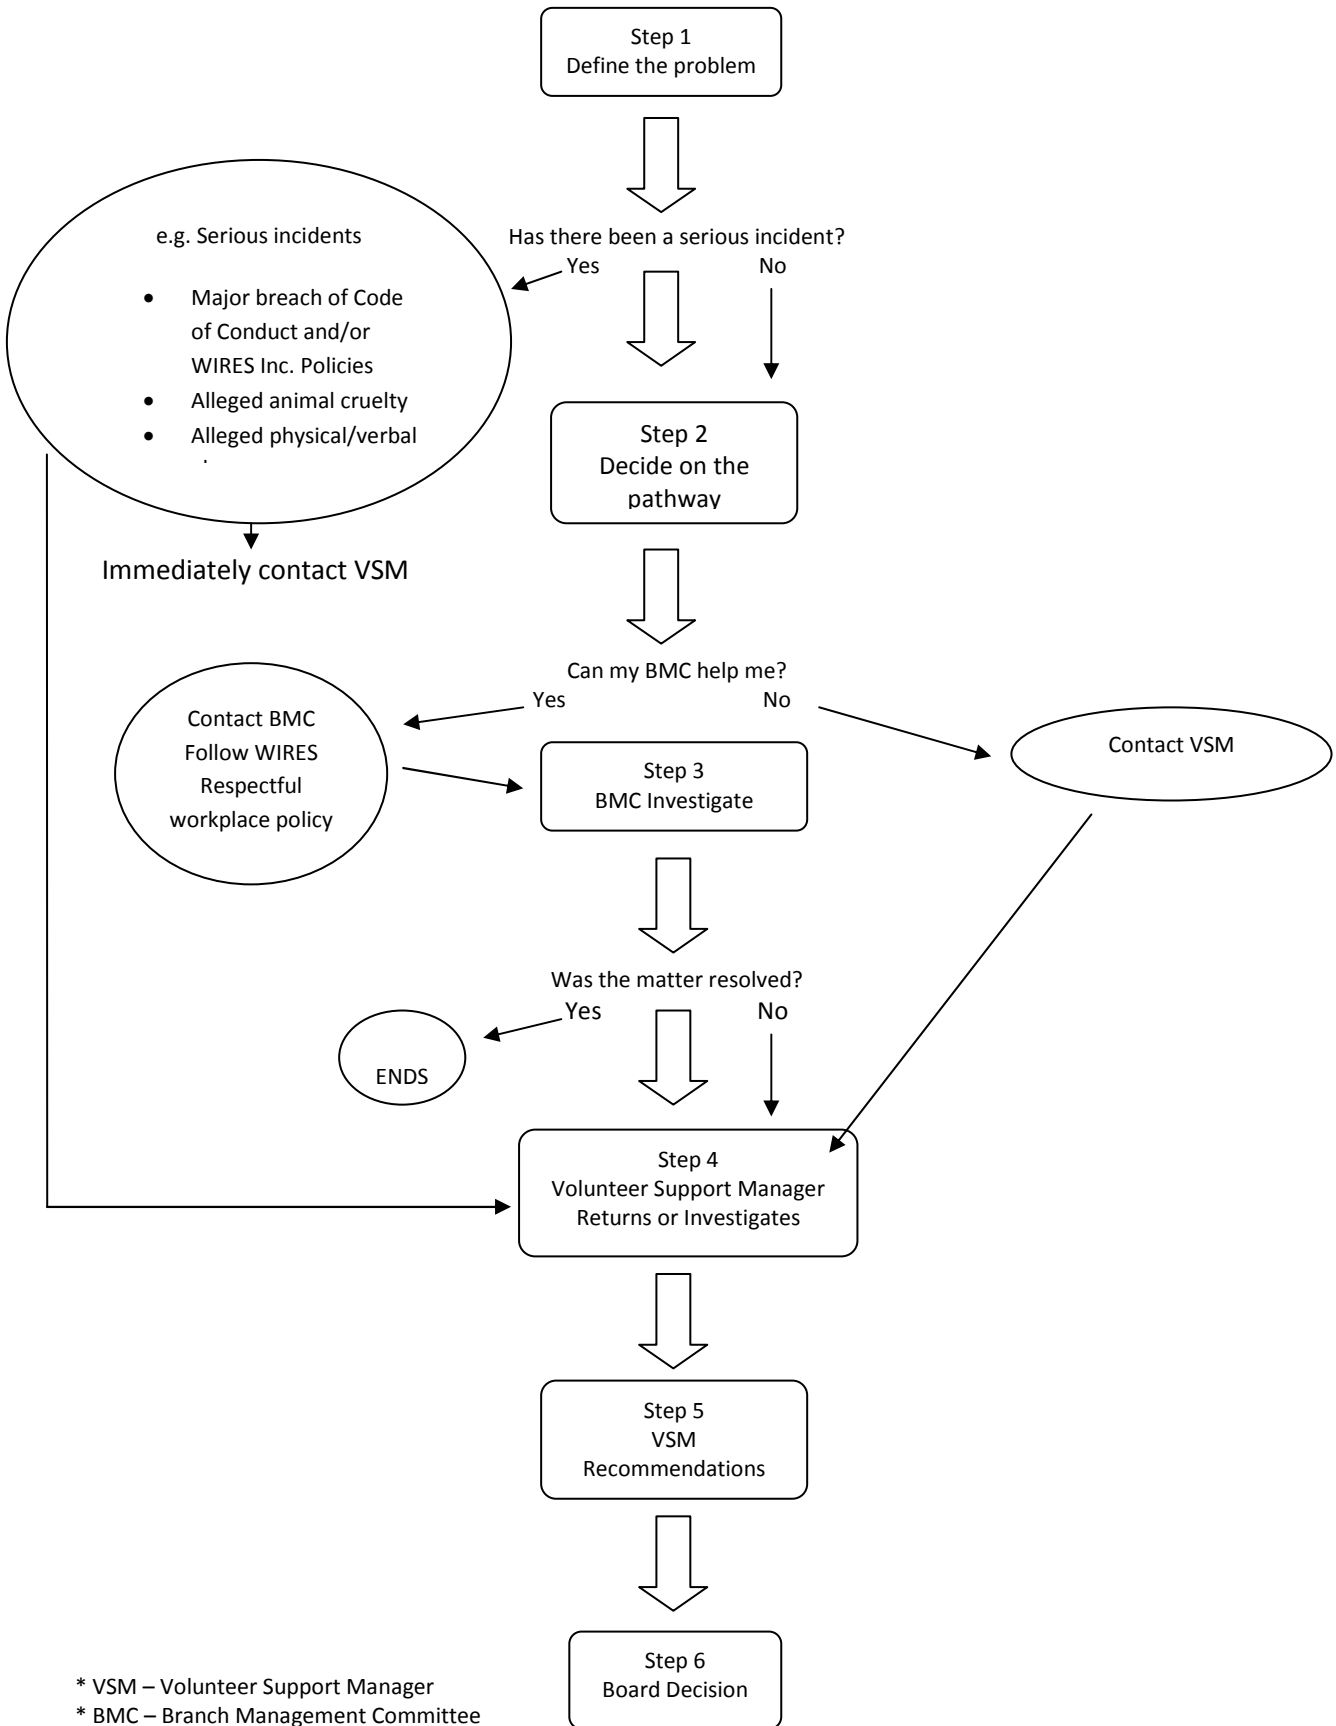 Step 1
Define the problem
Has there been a serious incident?
Yes
No
e.g. Serious incidents
• Major breach of Code
of Conduct and/or
WIRES Inc. Policies
• Alleged animal cruelty
• Alleged physical/verbal
Immediately contact VSM
Step 2
Decide on the
pathway
Can my BMC help me?
Yes
No
Contact BMC
Follow WIRES
Respectful
workplace policy
Contact VSM
Step 3
BMC Investigate
Was the matter resolved?
Yes
No
ENDS
Step 4
Volunteer Support Manager
Returns or Investigates
Step 5
VSM
Recommendations
Step 6
Board Decision
* VSM – Volunteer Support Manager
* BMC – Branch Management Committee